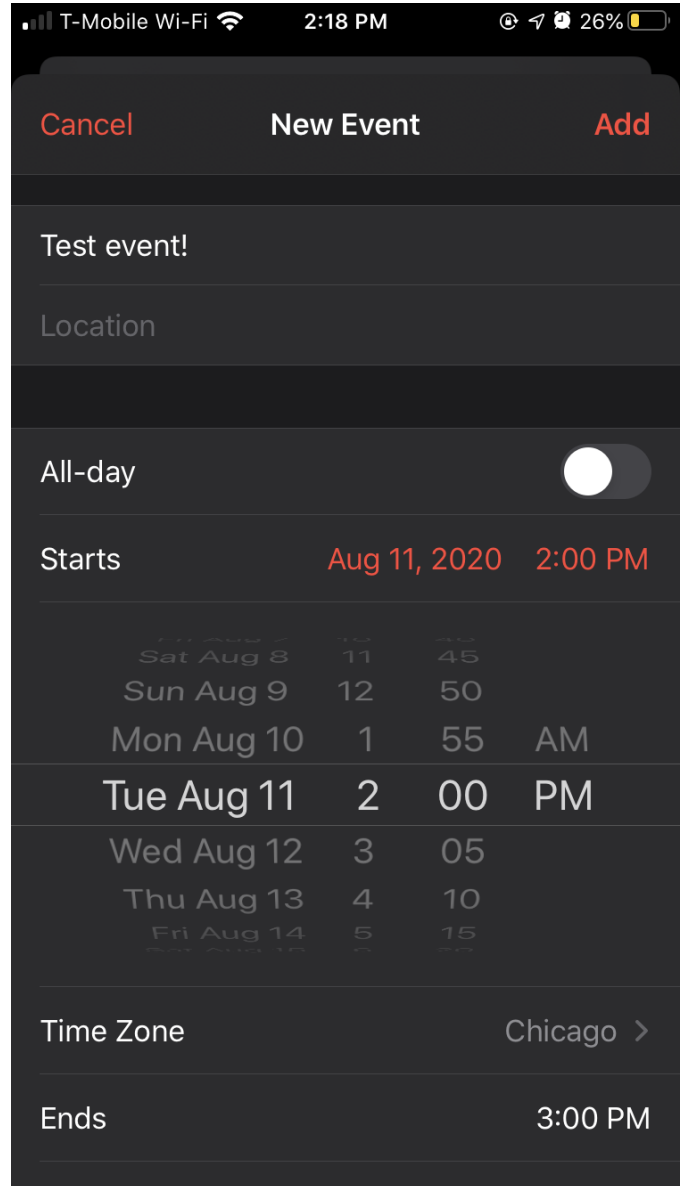 T-Mobile Wi-Fi 2:18 PM 26%
Cancel New Event Add
Test event!
Location
All-day
Starts Aug 11, 2020 2:00 PM
Sat Aug 8 11 45
Sun Aug 9 12 50
Mon Aug 10 1 55 AM
Tue Aug 11 2 00 PM
Wed Aug 12 3 05
Thu Aug 13 4 10
Fri Aug 14 5 15
Time Zone Chicago
Ends 3:00 PM